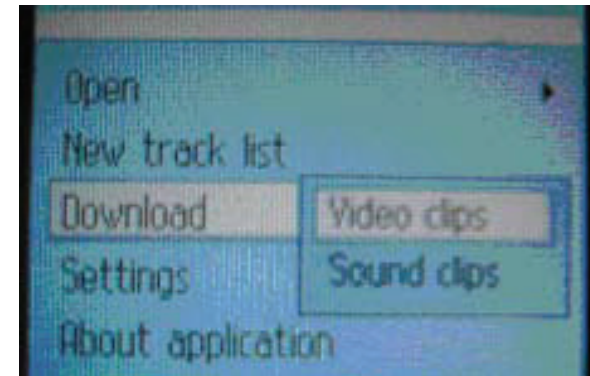 Open
New track list
Download
Video clips
Sound clips
Settings
About application